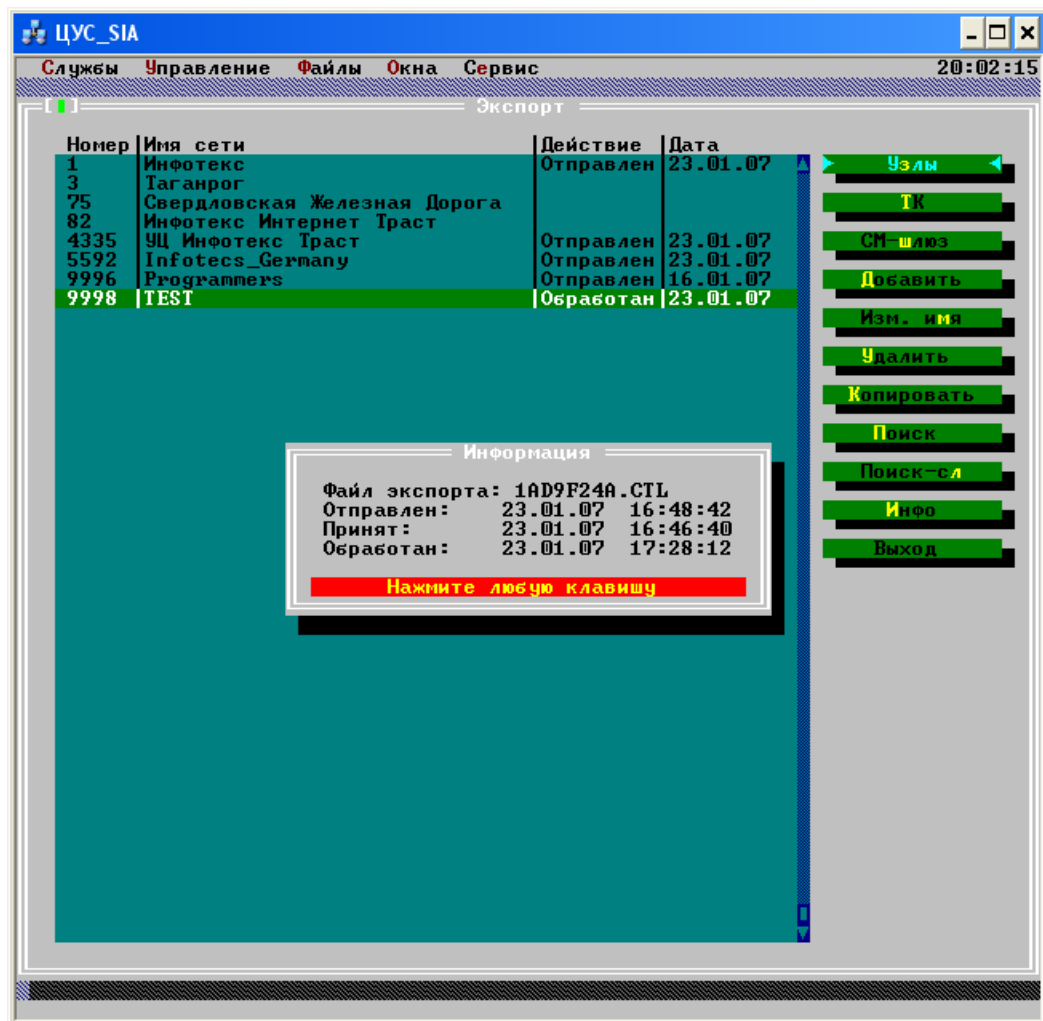 ЦУС_SIA
Службы Управление Файлы Окна Сервис 20:02:15
Экспорт
Номер Имя сети Действие Дата
1 Инфотекс Отправлен 23.01.07
3 Таганрог
75 Свердловская Железная Дорога
82 Инфотекс Интернет Траст
4335 УЦ Инфотекс Траст Отправлен 23.01.07
5592 Infotecs_Germany Отправлен 23.01.07
9996 Programmers Отправлен 16.01.07
9998 TEST Обработан 23.01.07
Узлы
ТК
СМ-шлюз
Добавить
Изм. имя
Удалить
Копировать
Поиск
Поиск-сл
Инфо
Выход
Информация
Файл экспорта: 1AD9F24A.CTL
Отправлен: 23.01.07 16:48:42
Принят: 23.01.07 16:46:40
Обработан: 23.01.07 17:28:12
Нажмите любую клавишу